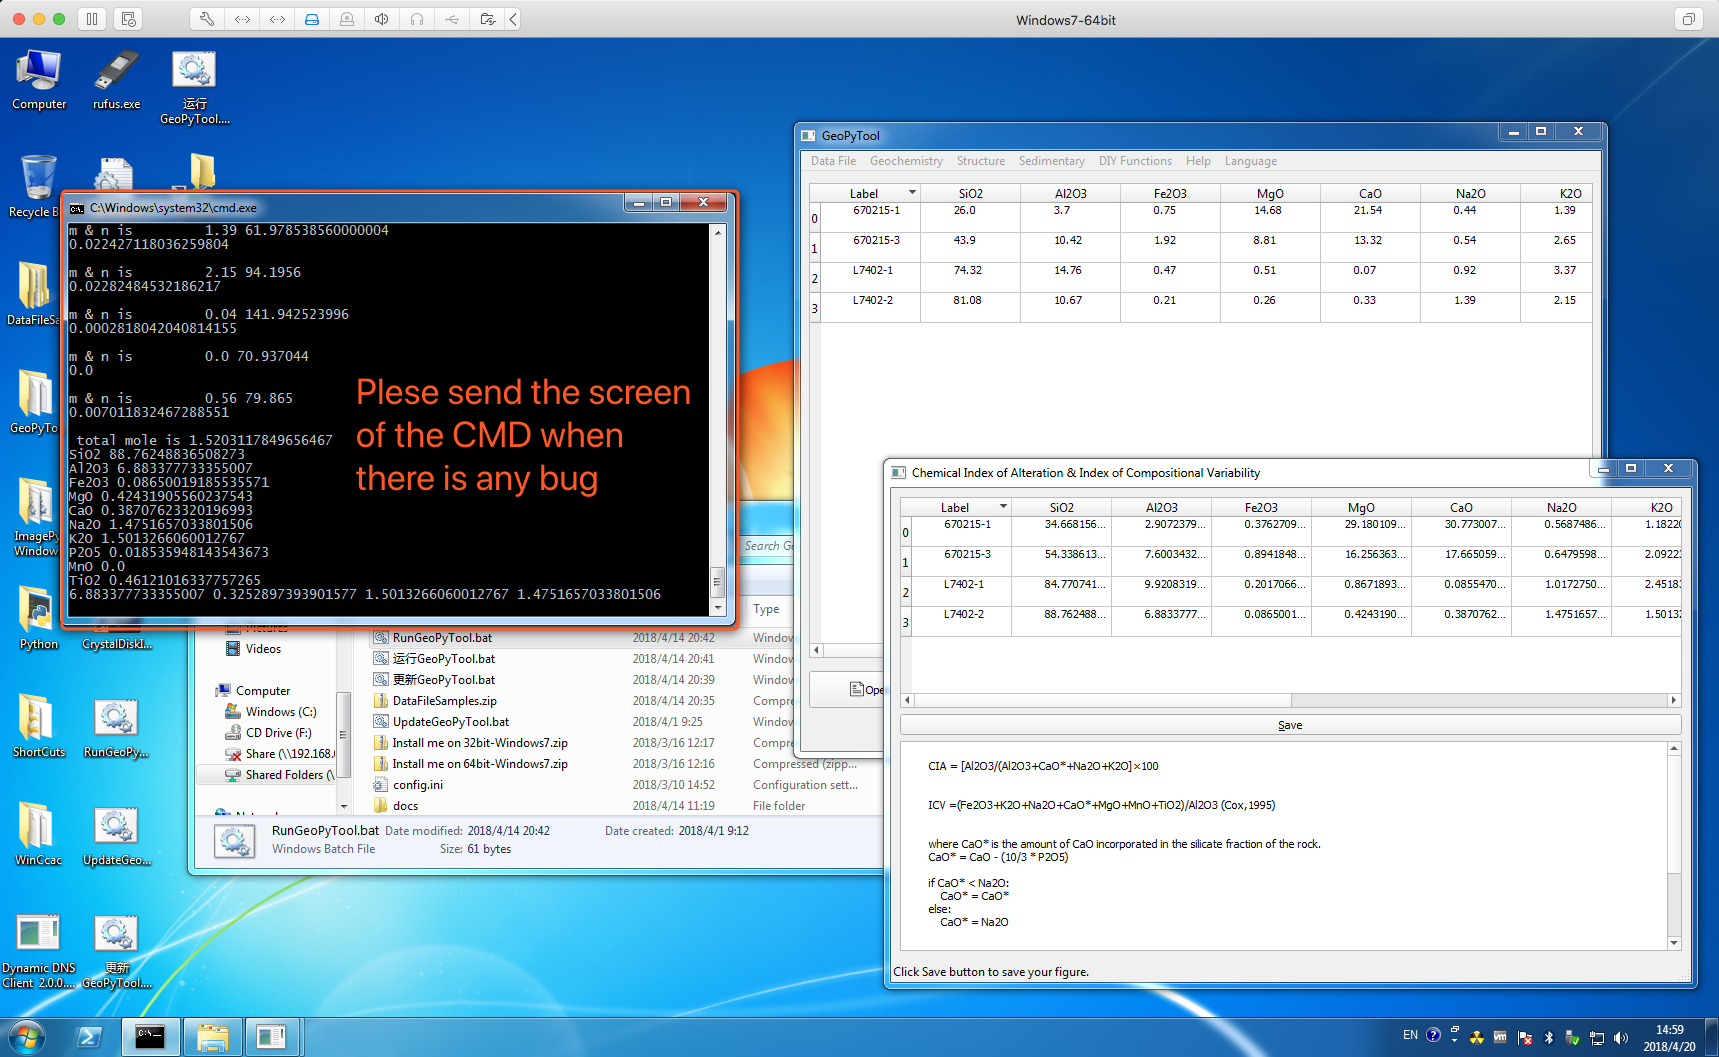 Windows7-64bit
Computer
rufus.exe
运行
GeoPyTool....
Recycle B
DataFileSa
GeoPyTo
ImagePy
Window
Python
CrystalDiskI...
ShortCuts
RunGeoPy...
WinCcac
UpdateGeo...
Dynamic DNS
Client_2.0.0....
更新
GeoPyTool....
C:\Windows\system32\cmd.exe
m & n is 1.39 61.978538560000004
0.022427118036259804
m & n is 2.15 94.1956
0.02282484532186217
m & n is 0.04 141.942523996
0.0002818042040814155
m & n is 0.0 70.937044
0.0
m & n is 0.56 79.865
0.007011832467288551
total mole is 1.5203117849656467
SiO2 88.76248836508273
Al2O3 6.883377733355007
Fe2O3 0.08650019185535571
MgO 0.42431905560237543
CaO 0.38707623320196993
Na2O 1.4751657033801506
K2O 1.5013266060012767
P2O5 0.018535948143543673
MnO 0.0
TiO2 0.46121016337757265
6.883377733355007 0.3252897393901577 1.5013266060012767 1.4751657033801506
Plese send the screen
of the CMD when
there is any bug
Search Ge
Type
Pictures
Videos
Computer
Windows (C:)
CD Drive (F:)
Share (\\192.168.
Shared Folders (\
RunGeoPyTool.bat 2018/4/14 20:42 Window
运行GeoPyTool.bat 2018/4/14 20:41 Window
更新GeoPyTool.bat 2018/4/14 20:39 Window
DataFileSamples.zip 2018/4/14 20:35 Compre
UpdateGeoPyTool.bat 2018/4/1 9:25 Window
Install me on 32bit-Windows7.zip 2018/3/16 12:17 Compre
Install me on 64bit-Windows7.zip 2018/3/16 12:16 Compressed (zipp...
config.ini 2018/3/10 14:52 Configuration sett...
docs 2018/4/14 11:19 File folder
RunGeoPyTool.bat Date modified: 2018/4/14 20:42 Date created: 2018/4/1 9:12
Windows Batch File Size: 61 bytes
GeoPyTool
Data File Geochemistry Structure Sedimentary DIY Functions Help Language
Label SiO2 Al2O3 Fe2O3 MgO CaO Na2O K2O
0 670215-1 26.0 3.7 0.75 14.68 21.54 0.44 1.39
1 670215-3 43.9 10.42 1.92 8.81 13.32 0.54 2.65
2 L7402-1 74.32 14.76 0.47 0.51 0.07 0.92 3.37
3 L7402-2 81.08 10.67 0.21 0.26 0.33 1.39 2.15
Ope
Chemical Index of Alteration & Index of Compositional Variability
Label SiO2 Al2O3 Fe2O3 MgO CaO Na2O K2O
0 670215-1 34.668156... 2.9072379... 0.3762709... 29.180109... 30.773007... 0.5687486... 1.1822
1 670215-3 54.338613... 7.6003432... 0.8941848... 16.256363... 17.665059... 0.6479598... 2.0922
2 L7402-1 84.770741... 9.9208319... 0.2017066... 0.8671893... 0.0855470... 1.0172750... 2.4518
3 L7402-2 88.762488... 6.8833777... 0.0865001... 0.4243190... 0.3870762... 1.4751657... 1.5013
Save
CIA = [Al2O3/(Al2O3+CaO*+Na2O+K2O]×100
ICV =(Fe2O3+K2O+Na2O+CaO*+MgO+MnO+TiO2)/Al2O3 (Cox,1995)
where CaO* is the amount of CaO incorporated in the silicate fraction of the rock.
CaO* = CaO - (10/3 * P2O5)
if CaO* < Na2O:
CaO* = CaO*
else:
CaO* = Na2O
Click Save button to save your figure.
EN
14:59
2018/4/20